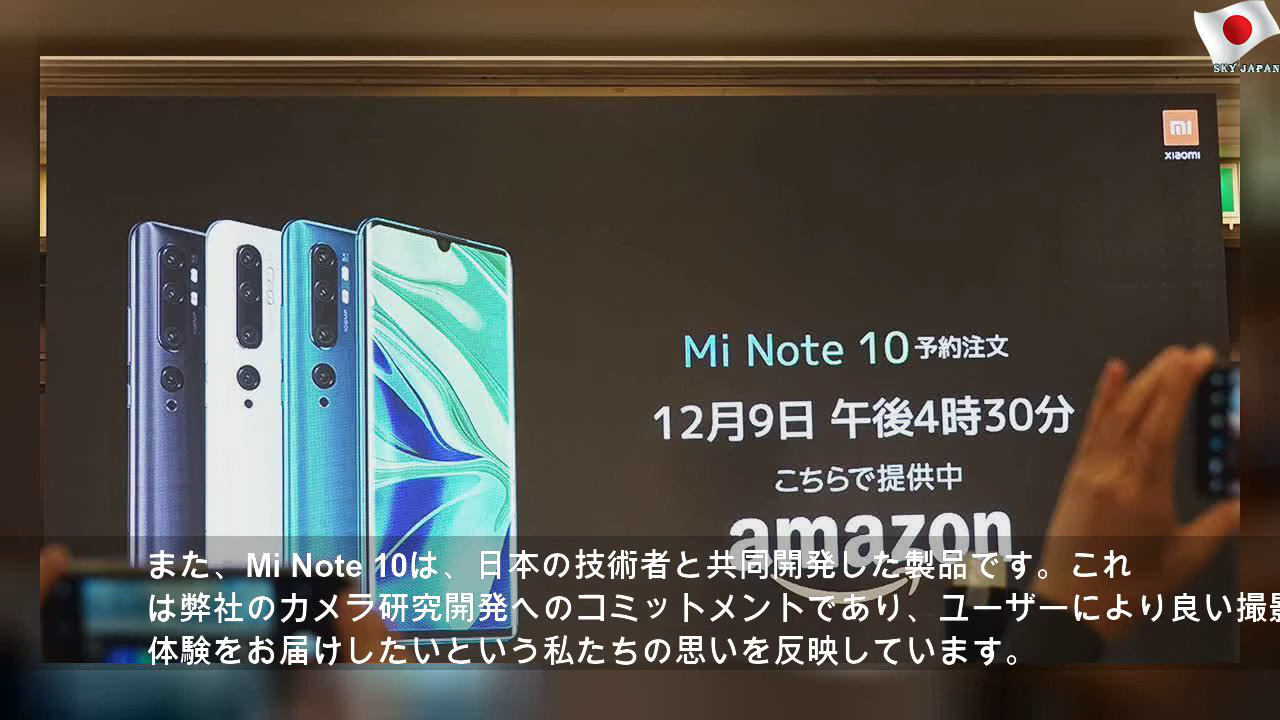 SKY JAPAN
mi
xiaomi
108MP
Mi Note 10予約注文
12月9日 午後4時30分
こちらで提供中
amazon
また、Mi Note 10は、日本の技術者と共同開発した製品です。これ
は弊社のカメラ研究開発へのコミットメントであり、ユーザーにより良い撮影
体験をお届けしたいという私たちの思いを反映しています。